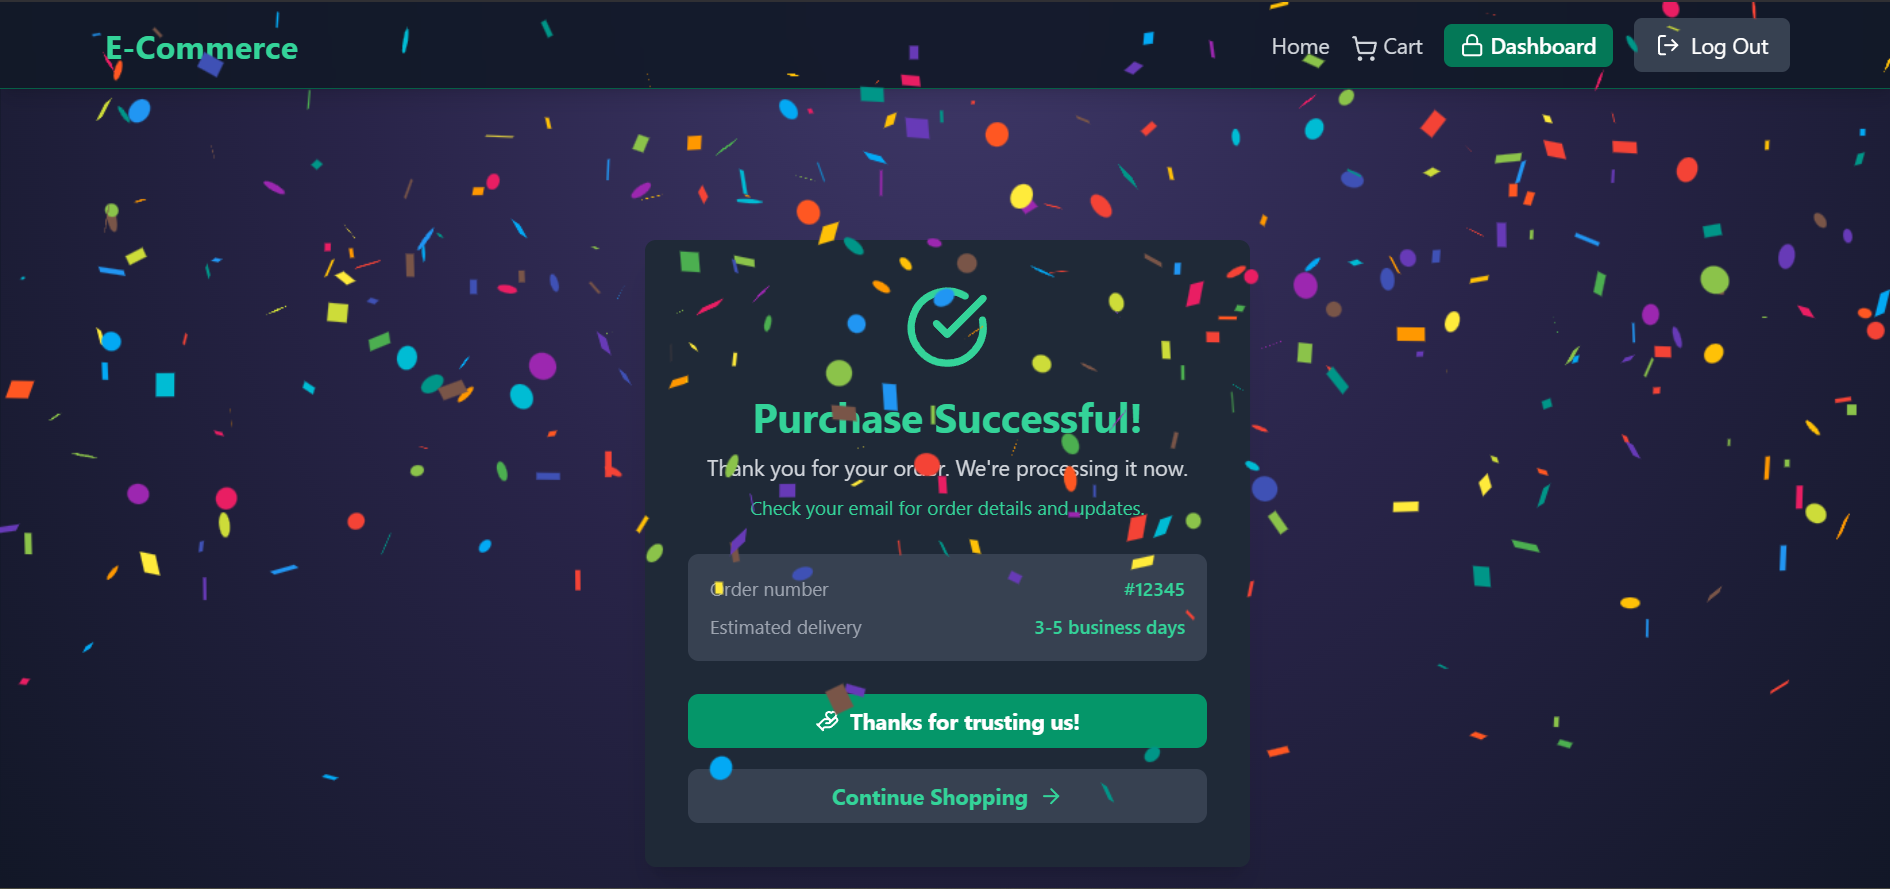 E-Commerce
Home
Cart
Dashboard
Log Out
Purchase Successful!
Thank you for your order. We're processing it now.
Check your email for order details and updates.
Order number #12345
Estimated delivery 3-5 business days
Thanks for trusting us!
Continue Shopping →